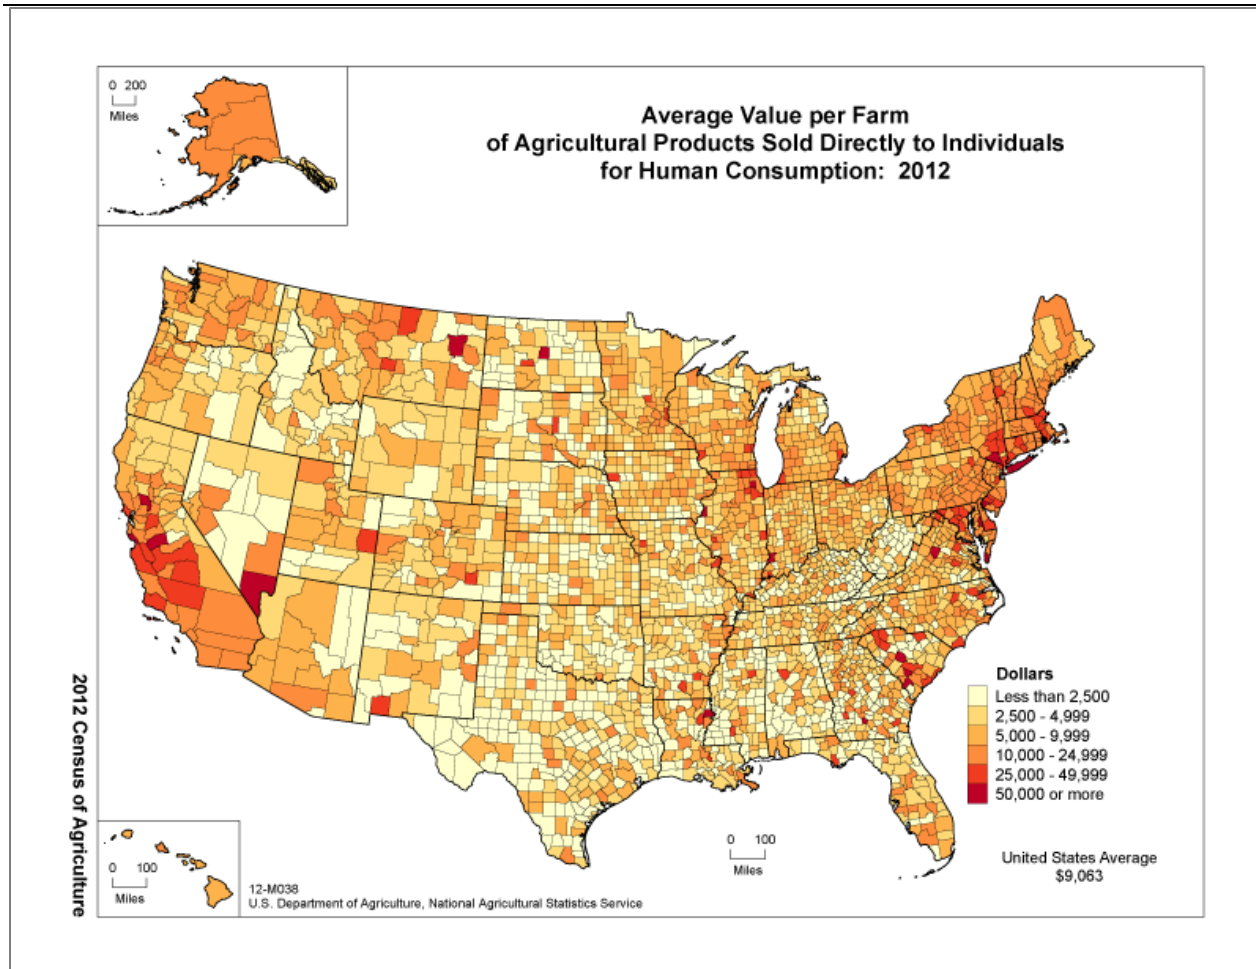 0 200
Miles
Average Value per Farm
of Agricultural Products Sold Directly to Individuals
for Human Consumption: 2012
Dollars
Less than 2,500
2,500 - 4,999
5,000 - 9,999
10,000 - 24,999
25,000 - 49,999
50,000 or more
United States Average
$9,063
0 100
Miles
0 100
Miles
12-M038
U.S. Department of Agriculture, National Agricultural Statistics Service
2012 Census of Agriculture